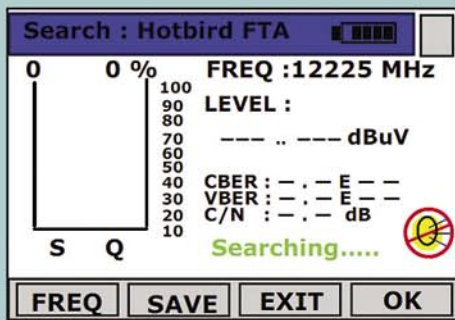 Search : Hotbird FTA
0 0 % FREQ :12225 MHz
100
90 LEVEL :
80
70 --- .. --- dBuV
60
50
40 CBER : - . - E - -
30 VBER : - . - E - -
20 C/N : - . - dB
10
S Q Searching.....
FREQ SAVE EXIT OK